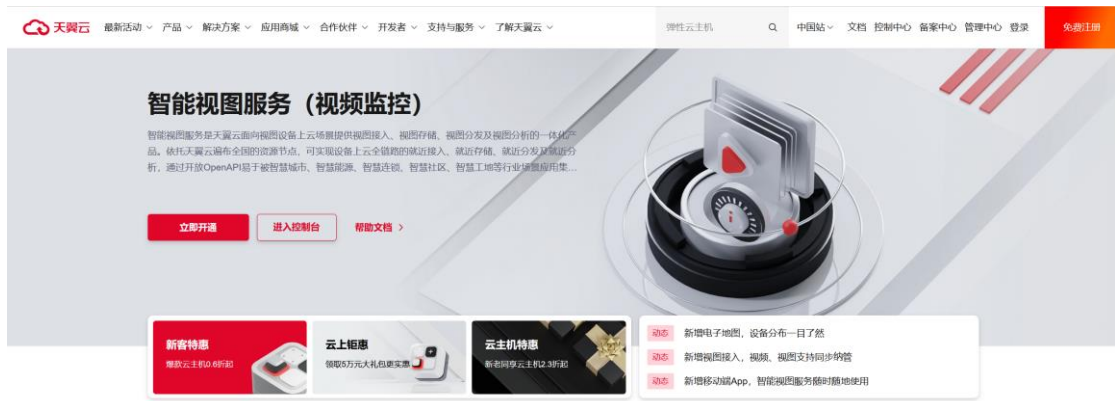 天翼云 最新活动 产品 解决方案 应用商城 合作伙伴 开发者 支持与服务 了解天翼云 弹性云主机 中国站 文档 控制中心 备案中心 管理中心 登录 免费注册
智能视图服务（视频监控）
智能视图服务是天翼云面向视图设备上云场景提供视图接入、视图存储、视图分发及视图分析的一体化产
品。依托天翼云遍布全国的资源节点，可实现设备上云全链路的就近接入、就近存储、就近分发及就近分
析，通过开放OpenAPI易于被智慧城市、智慧能源、智慧连锁、智慧社区、智慧工地等行业场景应用集...
立即开通 进入控制台 帮助文档 >
新客特惠
爆款云主机0.6折起
云上钜惠
领取5万元大礼包更实惠
云主机特惠
新老同享云主机2.3折起
动态 新增电子地图，设备分布一目了然
动态 新增视图接入，视频、视图支持同步纳管
动态 新增移动端App，智能视图服务随时随地使用